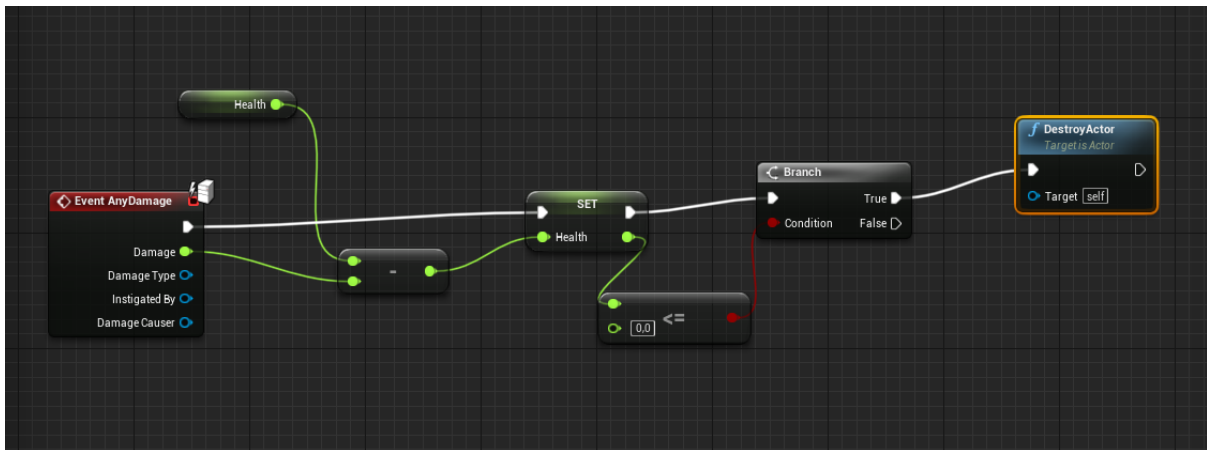 Health
Event AnyDamage
Damage
Damage Type
Instigated By
Damage Causer
-
SET
Health
0,0
<=
Branch
True
Condition
False
f DestroyActor
Target is Actor
Target self